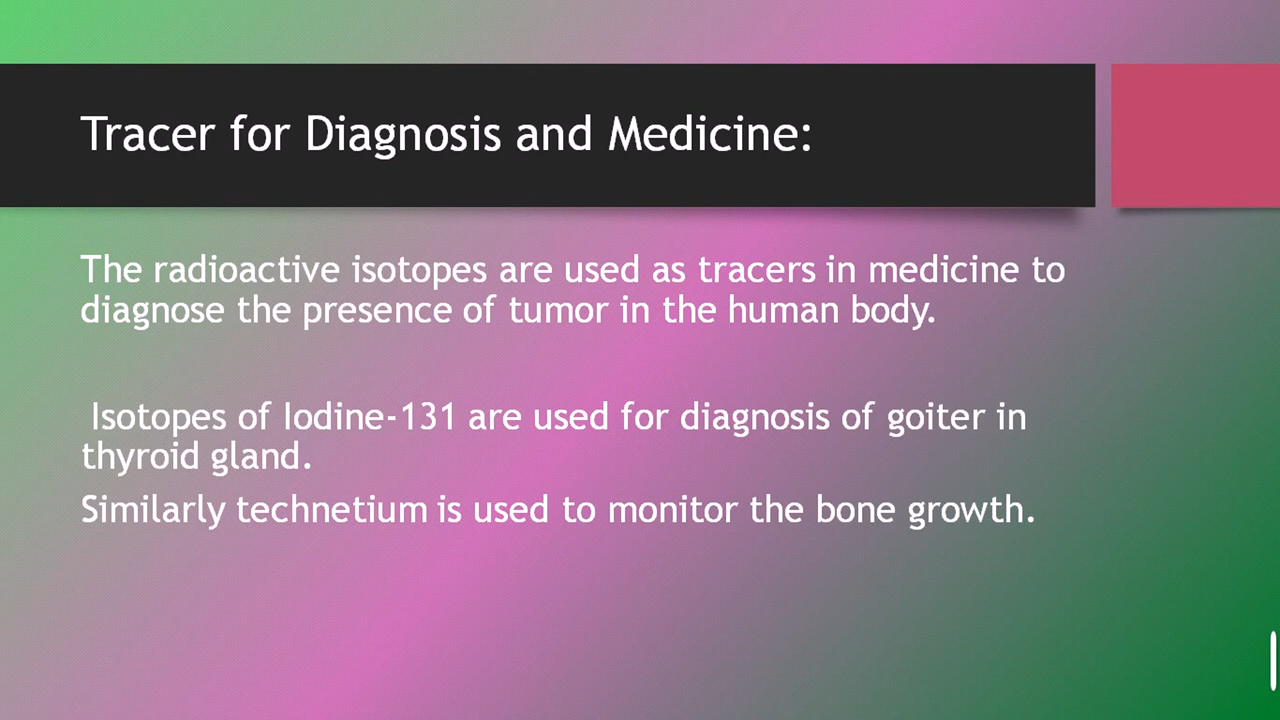 Tracer for Diagnosis and Medicine:
The radioactive isotopes are used as tracers in medicine to
diagnose the presence of tumor in the human body.
Isotopes of Iodine-131 are used for diagnosis of goiter in
thyroid gland.
Similarly technetium is used to monitor the bone growth.